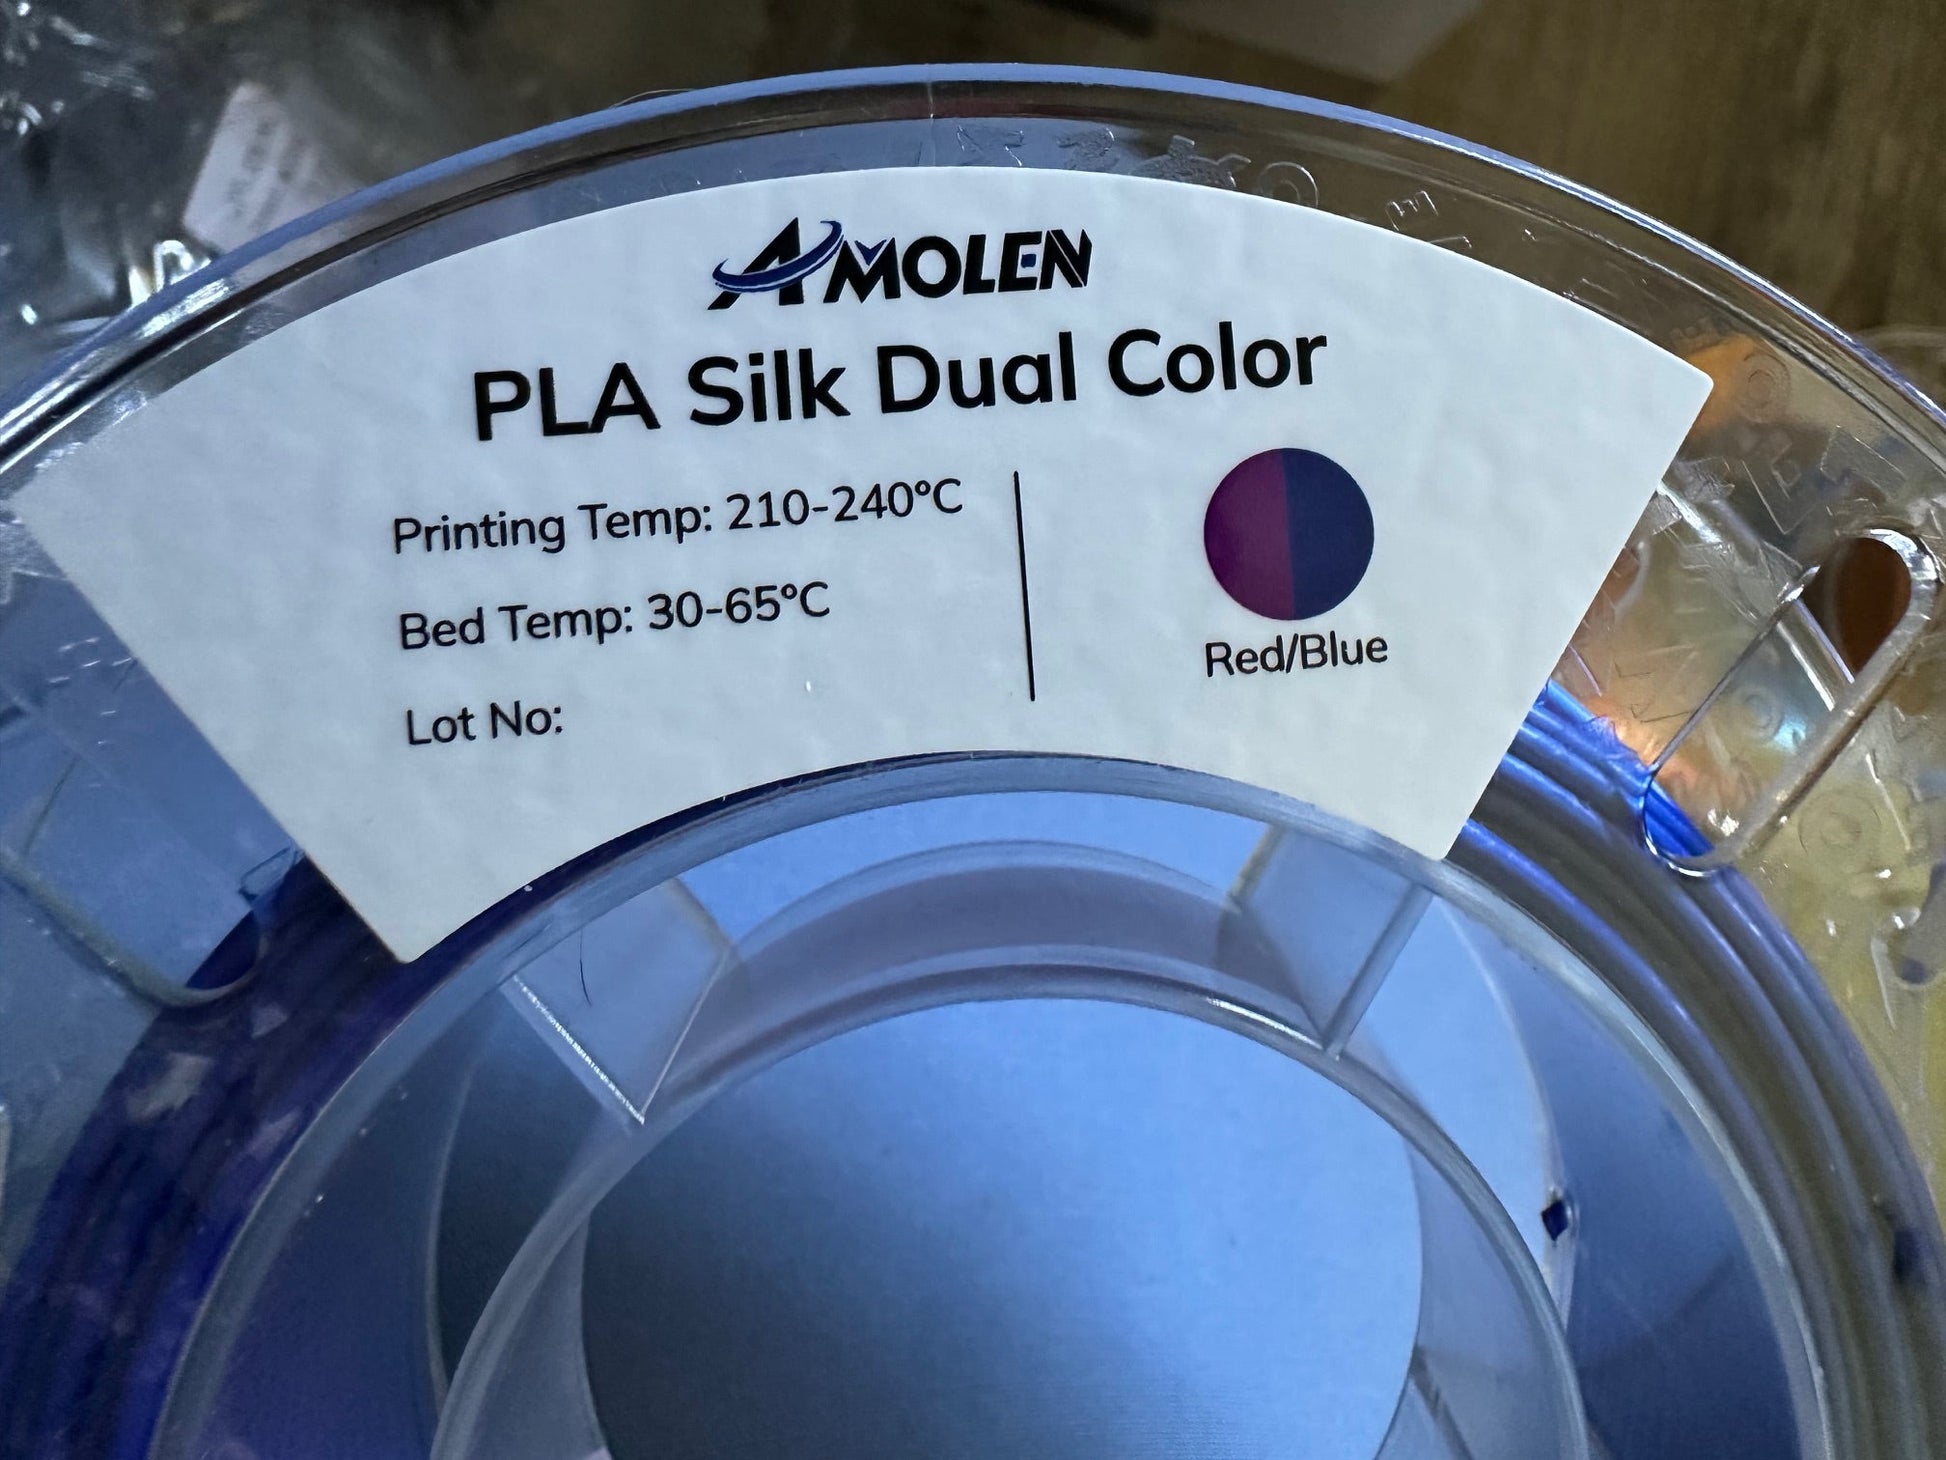 AMOLEN
PLA Silk Dual Color
Printing Temp: 210-240°C
Bed Temp: 30-65°C
Lot No:
Red/Blue